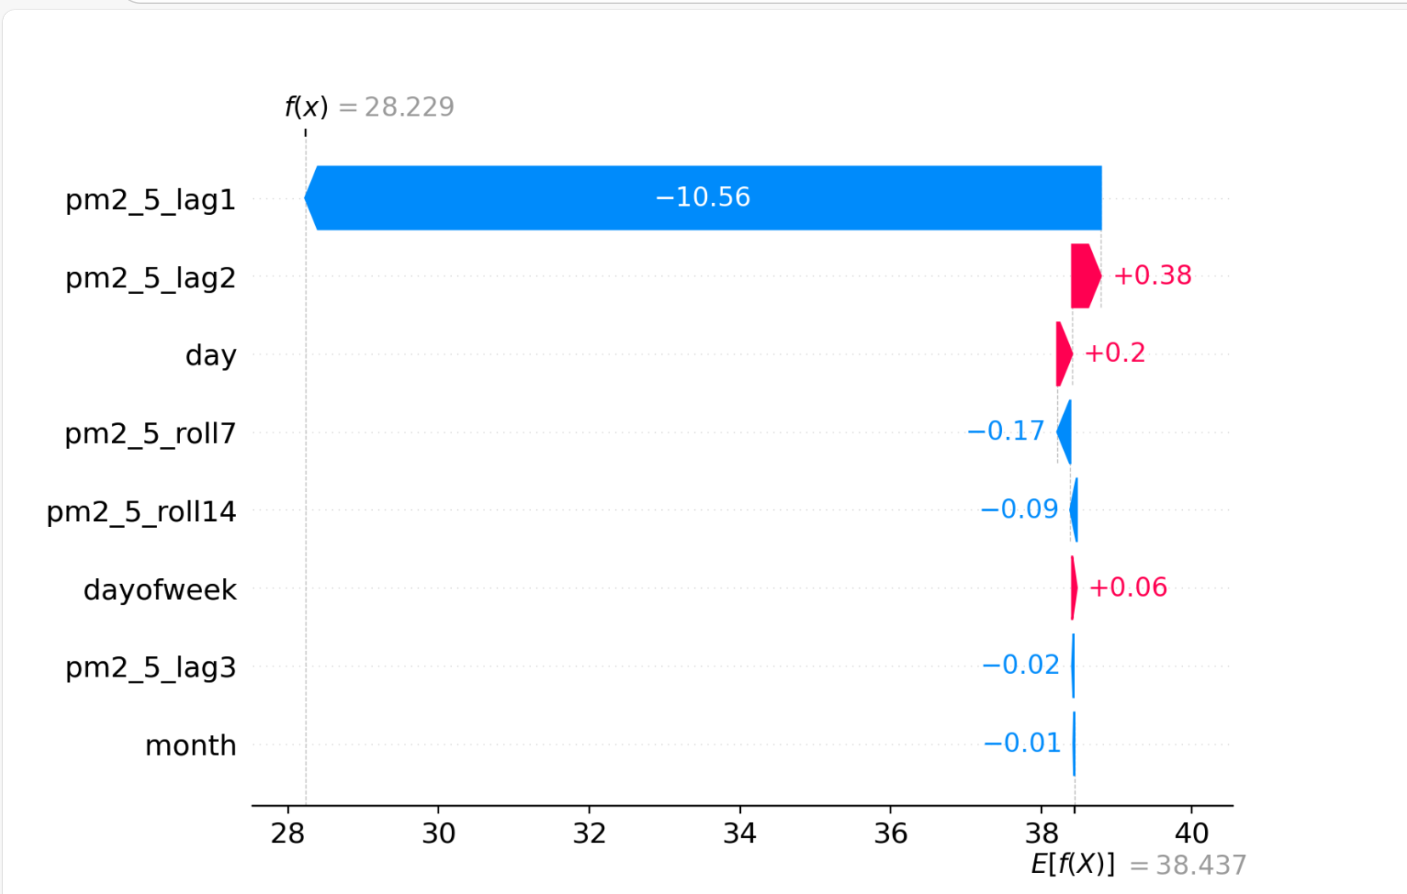 f(x) = 28.229
pm2_5_lag1
−10.56
pm2_5_lag2
+0.38
day
+0.2
pm2_5_roll7
−0.17
pm2_5_roll14
−0.09
dayofweek
+0.06
pm2_5_lag3
−0.02
month
−0.01
28 30 32 34 36 38 40
E[f(X)] = 38.437